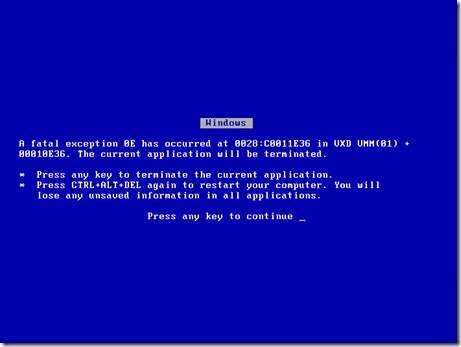 Windows
A fatal exception 0E has occurred at 0028:C0011E36 in VXD VMM(01) +
00010E36. The current application will be terminated.
* Press any key to terminate the current application.
* Press CTRL+ALT+DEL again to restart your computer. You will
lose any unsaved information in all applications.
Press any key to continue _